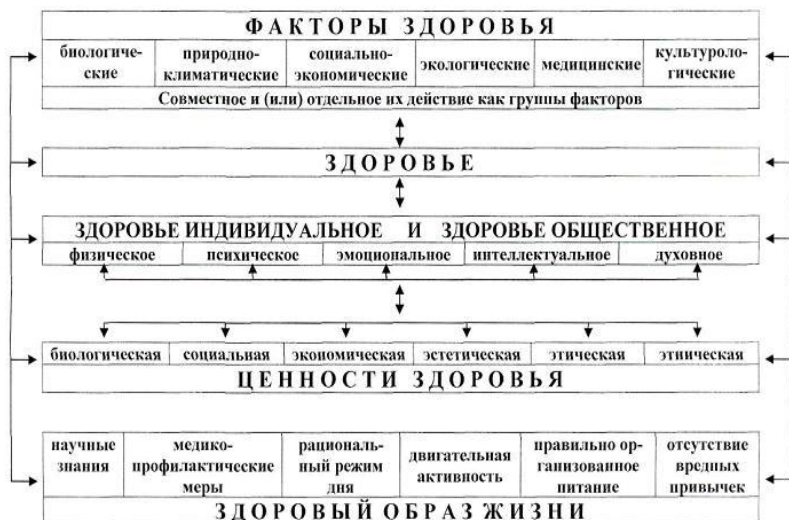 ФАКТОРЫ ЗДОРОВЬЯ
биологиче-
ские
природно-
климатические
социально-
экономические
экологические
медицинские
культуроло-
гические
Совместное и (или) отдельное их действие как группы факторов
ЗДОРОВЬЕ
ЗДОРОВЬЕ ИНДИВИДУАЛЬНОЕ И ЗДОРОВЬЕ ОБЩЕСТВЕННОЕ
физическое
психическое
эмоциональное
интеллектуальное
духовное
биологическая
социальная
экономическая
эстетическая
этическая
этническая
ЦЕННОСТИ ЗДОРОВЬЯ
научные
знания
медико-
профилактические
меры
рациональ-
ный режим
дня
двигательная
активность
правильно ор-
ганизованное
питание
отсутствие
вредных
привычек
ЗДОРОВЫЙ ОБРАЗ ЖИЗНИ